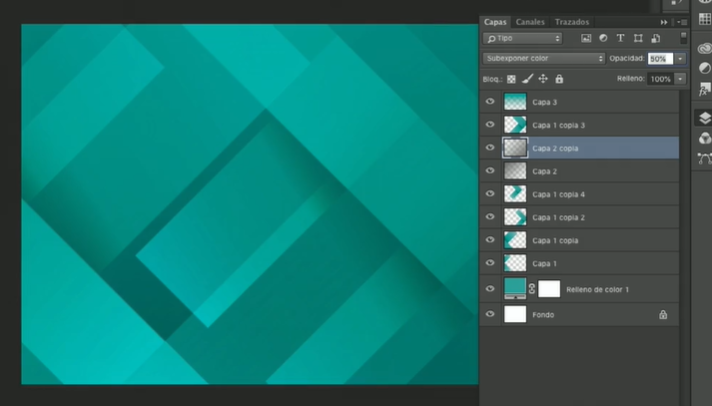 Capas Canales Trazados
Tipo
Subexponer color Opacidad: 50%
Bloq.: Relleno: 100%
Capa 3
Capa 1 copia 3
Capa 2 copia
Capa 2
Capa 1 copia 4
Capa 1 copia 2
Capa 1 copia
Capa 1
Relleno de color 1
Fondo